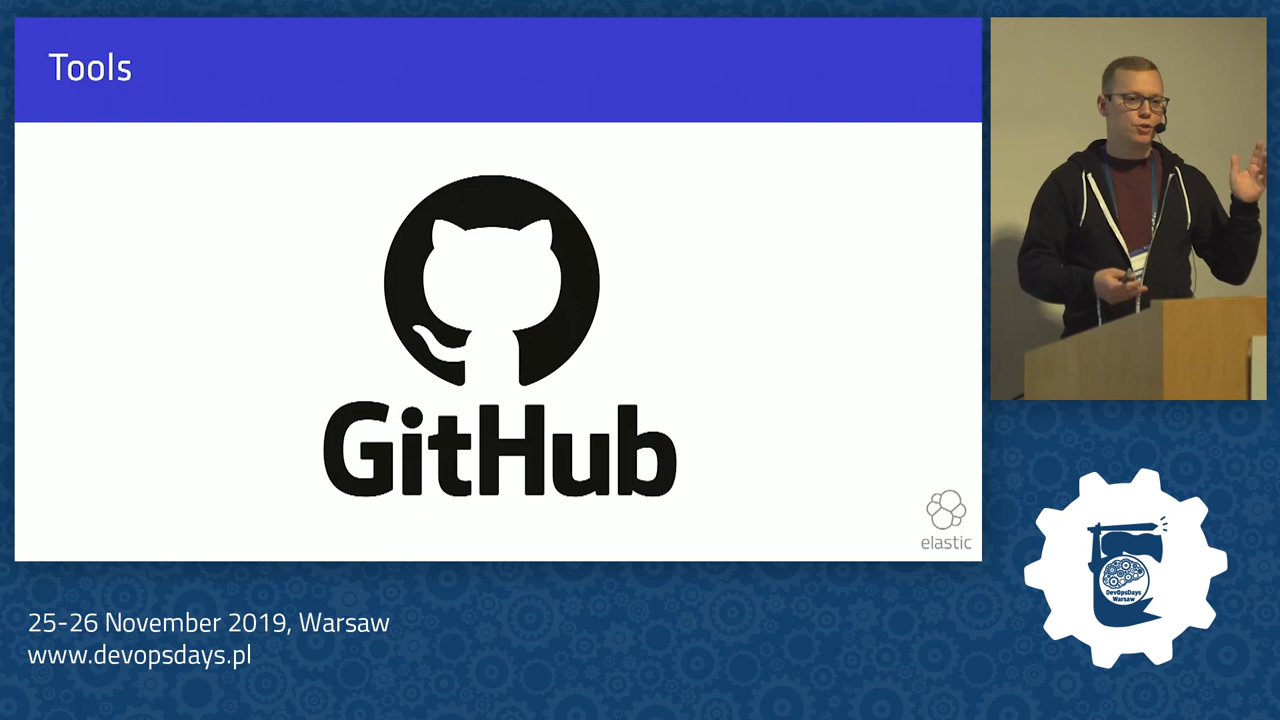 Tools
GitHub
elastic
25-26 November 2019, Warsaw
www.devopsdays.pl
DevOpsDays
Warsaw